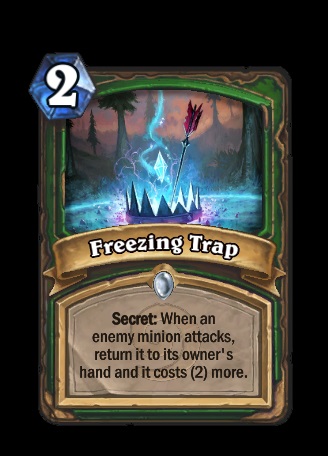 2
Freezing Trap
Secret: When an
enemy minion attacks,
return it to its owner's
hand and it costs (2) more.